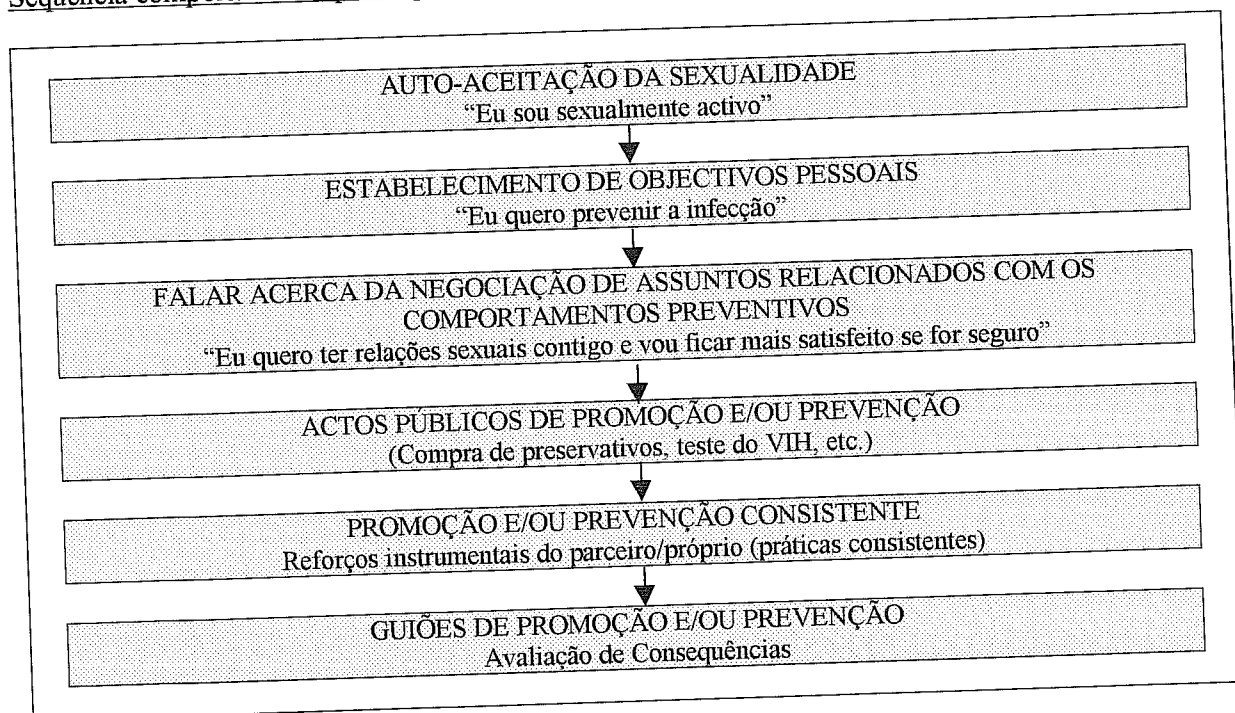 AUTO-ACEITAÇÃO DA SEXUALIDADE
“Eu sou sexualmente activo”
ESTABELECIMENTO DE OBJECTIVOS PESSOAIS
“Eu quero prevenir a infecção”
FALAR ACERCA DA NEGOCIAÇÃO DE ASSUNTOS RELACIONADOS COM OS
COMPORTAMENTOS PREVENTIVOS
“Eu quero ter relações sexuais contigo e vou ficar mais satisfeito se for seguro”
ACTOS PÚBLICOS DE PROMOÇÃO E/OU PREVENÇÃO
(Compra de preservativos, teste do VIH, etc.)
PROMOÇÃO E/OU PREVENÇÃO CONSISTENTE
Reforços instrumentais do parceiro/próprio (práticas consistentes)
GUIÕES DE PROMOÇÃO E/OU PREVENÇÃO
Avaliação de Consequências